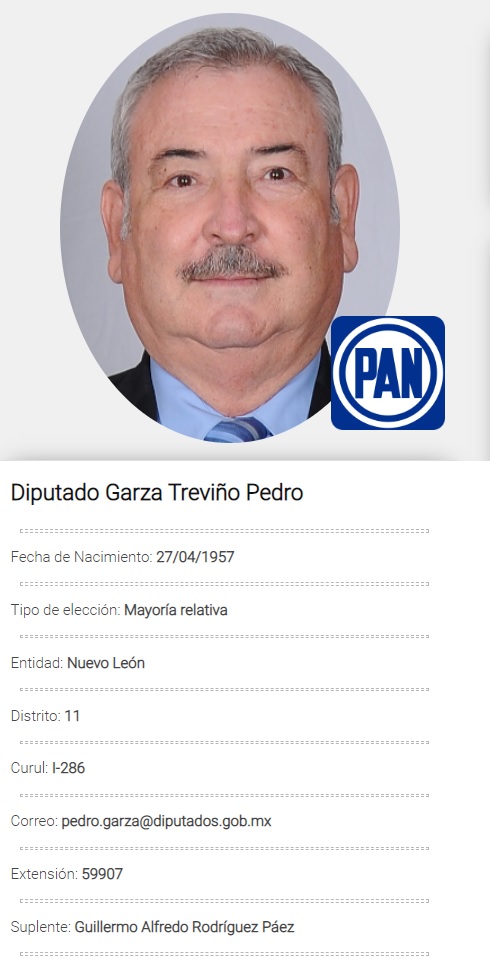 PAN
Diputado Garza Treviño Pedro
Fecha de Nacimiento: 27/04/1957
Tipo de elección: Mayoría relativa
Entidad: Nuevo León
Distrito: 11
Curul: I-286
Correo: pedro.garza@diputados.gob.mx
Extensión: 59907
Suplente: Guillermo Alfredo Rodríguez Páez